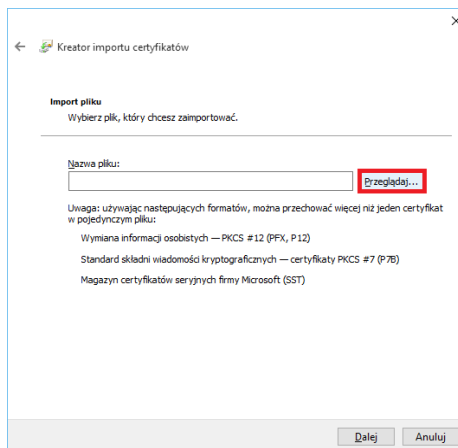 Kreator importu certyfikatów
Import pliku
Wybierz plik, który chcesz zaimportować.
Nazwa pliku:
Przeglądaj...
Uwaga: używając następujących formatów, można przechować więcej niż jeden certyfikat
w pojedynczym pliku:
Wymiana informacji osobistych — PKCS #12 (PFX, P12)
Standard składni wiadomości kryptograficznych — certyfikaty PKCS #7 (P7B)
Magazyn certyfikatów seryjnych firmy Microsoft (SST)
Dalej
Anuluj